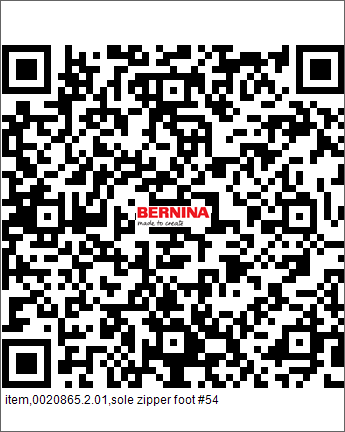 BERNINA
made to create
item,0020865.2.01,sole zipper foot #54